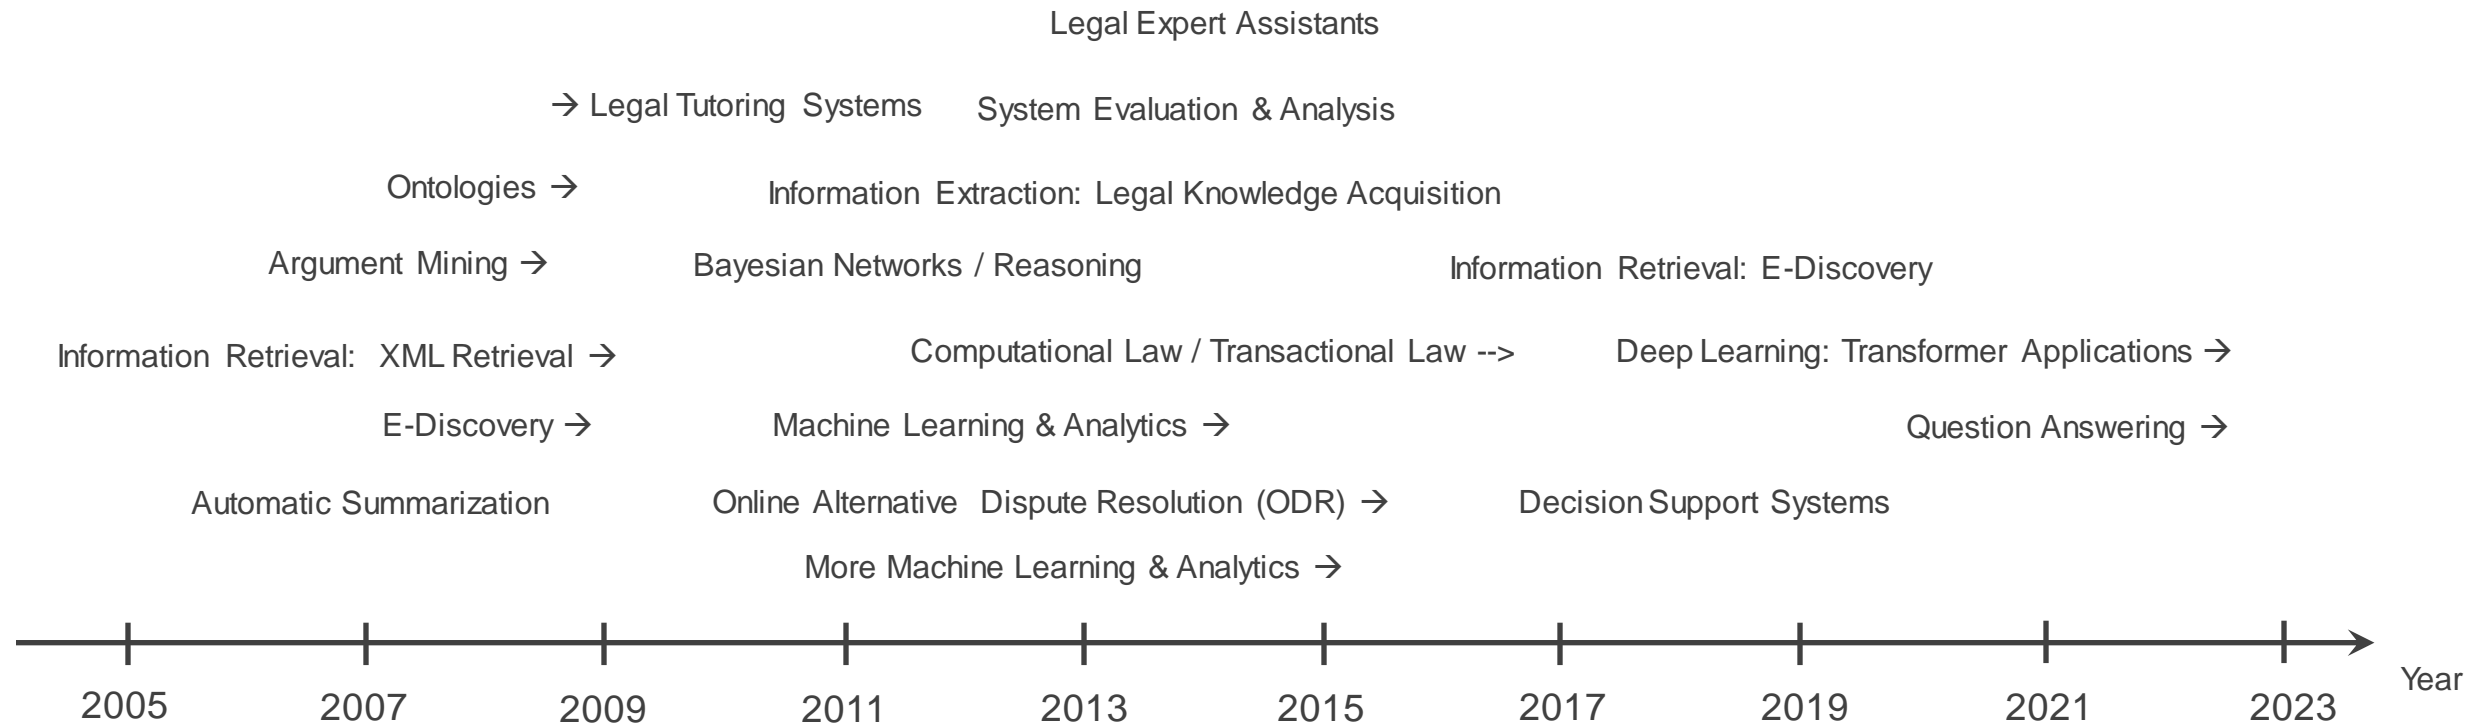 Legal Expert Assistants
→ Legal Tutoring Systems System Evaluation & Analysis
Ontologies → Information Extraction: Legal Knowledge Acquisition
Argument Mining → Bayesian Networks / Reasoning Information Retrieval: E-Discovery
Information Retrieval: XML Retrieval → Computational Law / Transactional Law --> Deep Learning: Transformer Applications →
E-Discovery → Machine Learning & Analytics → Question Answering →
Automatic Summarization Online Alternative Dispute Resolution (ODR) → Decision Support Systems
More Machine Learning & Analytics →
2005 2007 2009 2011 2013 2015 2017 2019 2021 2023 Year